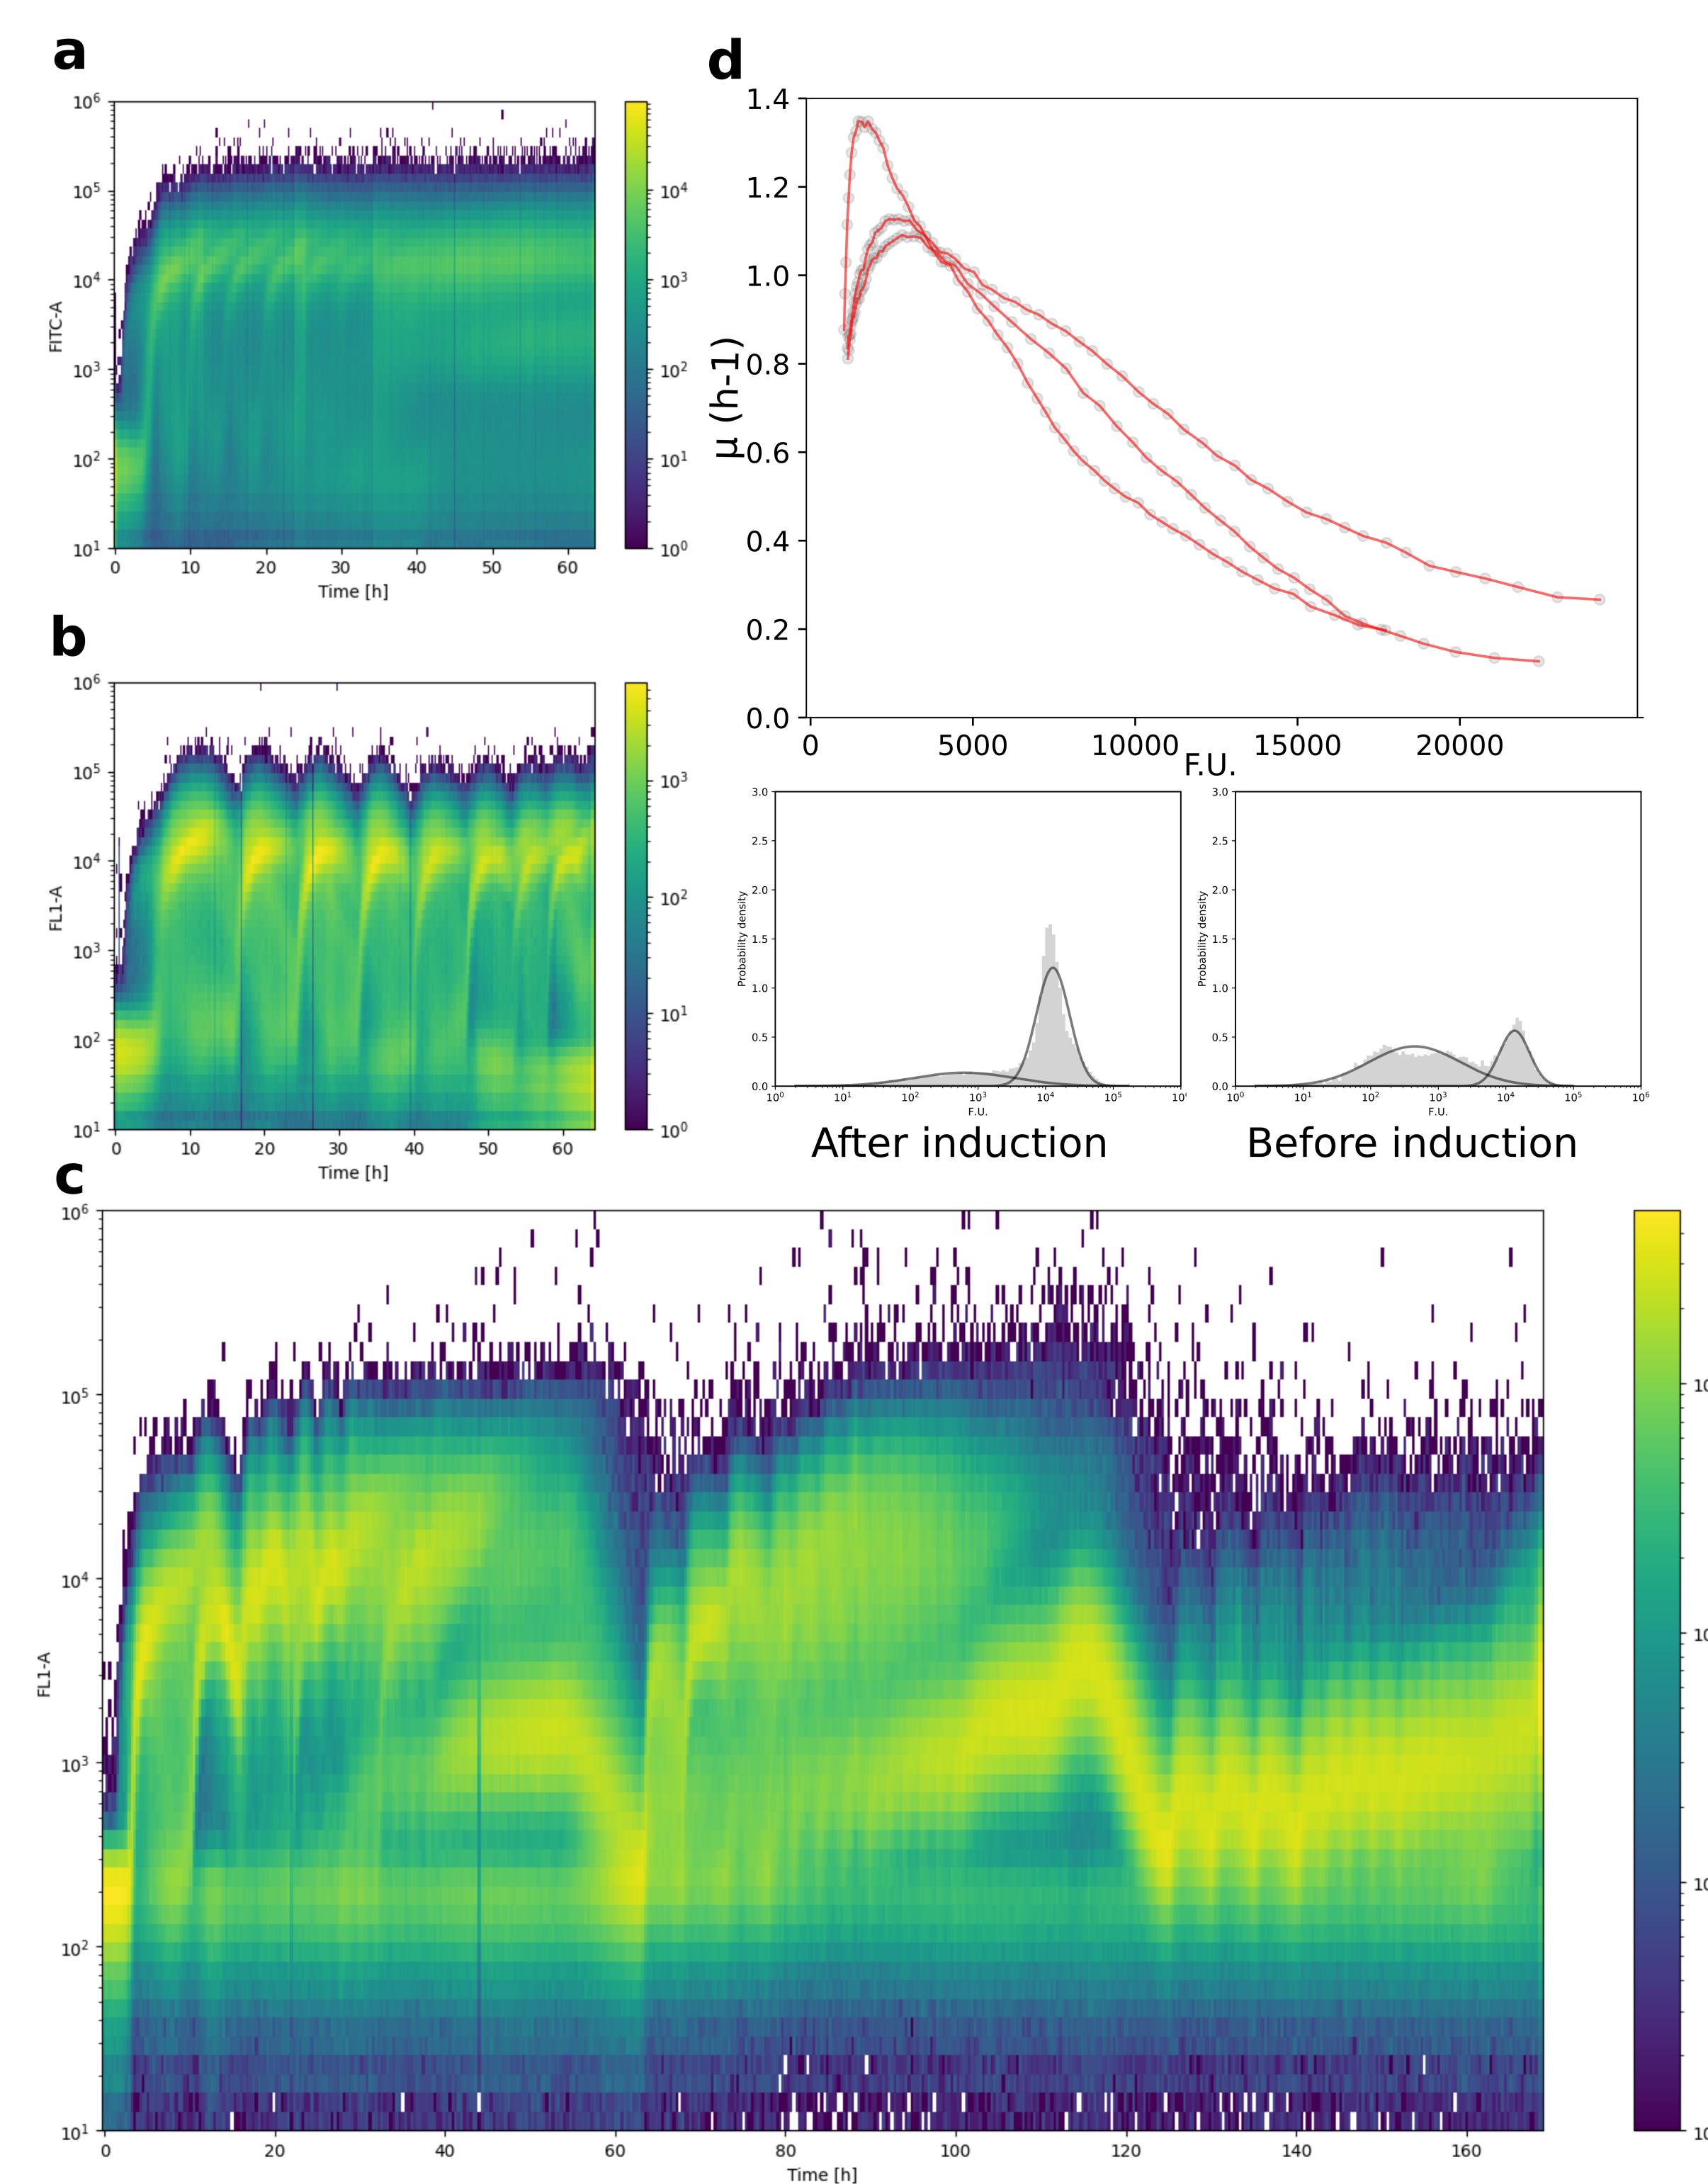 a
10⁶
10⁵
10⁴
10³
10²
10¹
FITC-A
0 10 20 30 40 50 60
Time [h]
10⁴
10³
10²
10¹
10⁰
b
10⁶
10⁵
10⁴
10³
10²
10¹
FL1-A
0 10 20 30 40 50 60
Time [h]
10³
10²
10¹
10⁰
d
1.4
1.2
1.0
0.8
0.6
0.4
0.2
0.0
μ (h-1)
0 5000 10000 15000 20000
F.U.
3.0
2.5
2.0
1.5
1.0
0.5
0.0
Probability density
10⁰ 10¹ 10² 10³ 10⁴ 10⁵
F.U.
After induction
3.0
2.5
2.0
1.5
1.0
0.5
0.0
Probability density
10⁰ 10¹ 10² 10³ 10⁴ 10⁵ 10⁶
F.U.
Before induction
c
10⁶
10⁵
10⁴
10³
10²
10¹
FL1-A
0 20 40 60 80 100 120 140 160
Time [h]